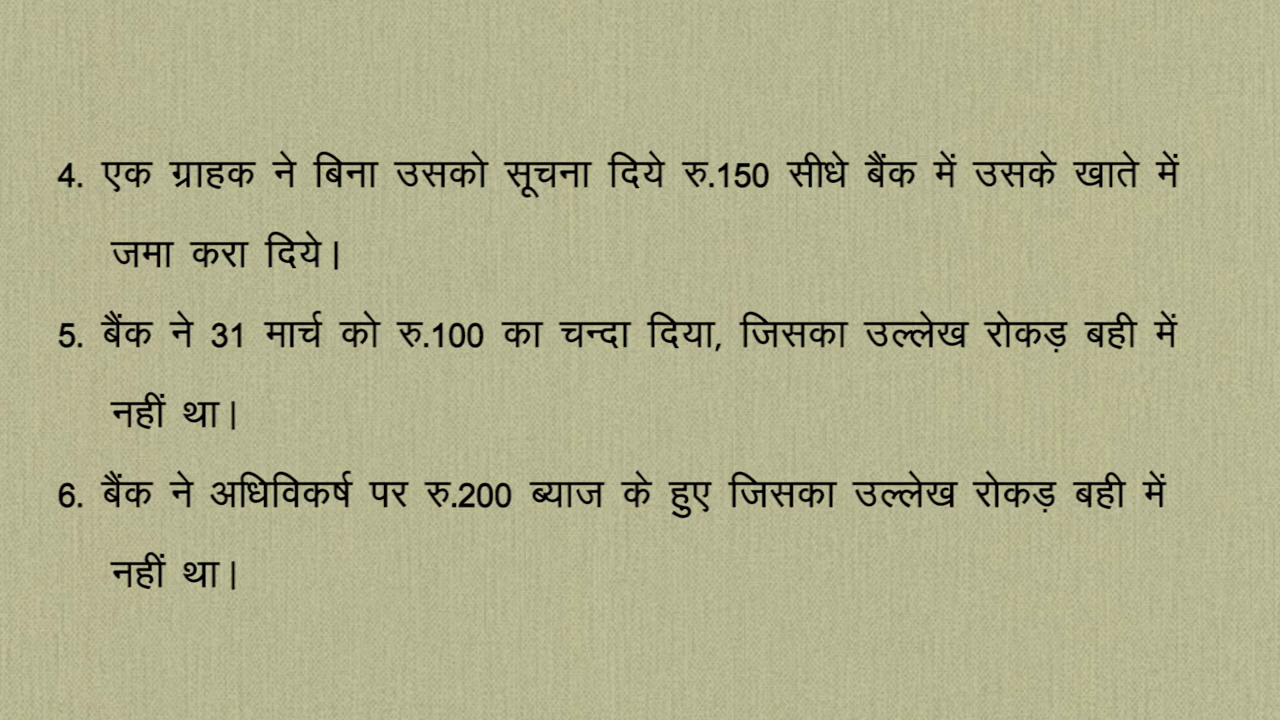 4. एक ग्राहक ने बिना उसको सूचना दिये रु.150 सीधे बैंक में उसके खाते में
जमा करा दिये।
5. बैंक ने 31 मार्च को रु.100 का चन्दा दिया, जिसका उल्लेख रोकड़ बही में
नहीं था।
6. बैंक ने अधिविकर्ष पर रु.200 ब्याज के हुए जिसका उल्लेख रोकड़ बही में
नहीं था।